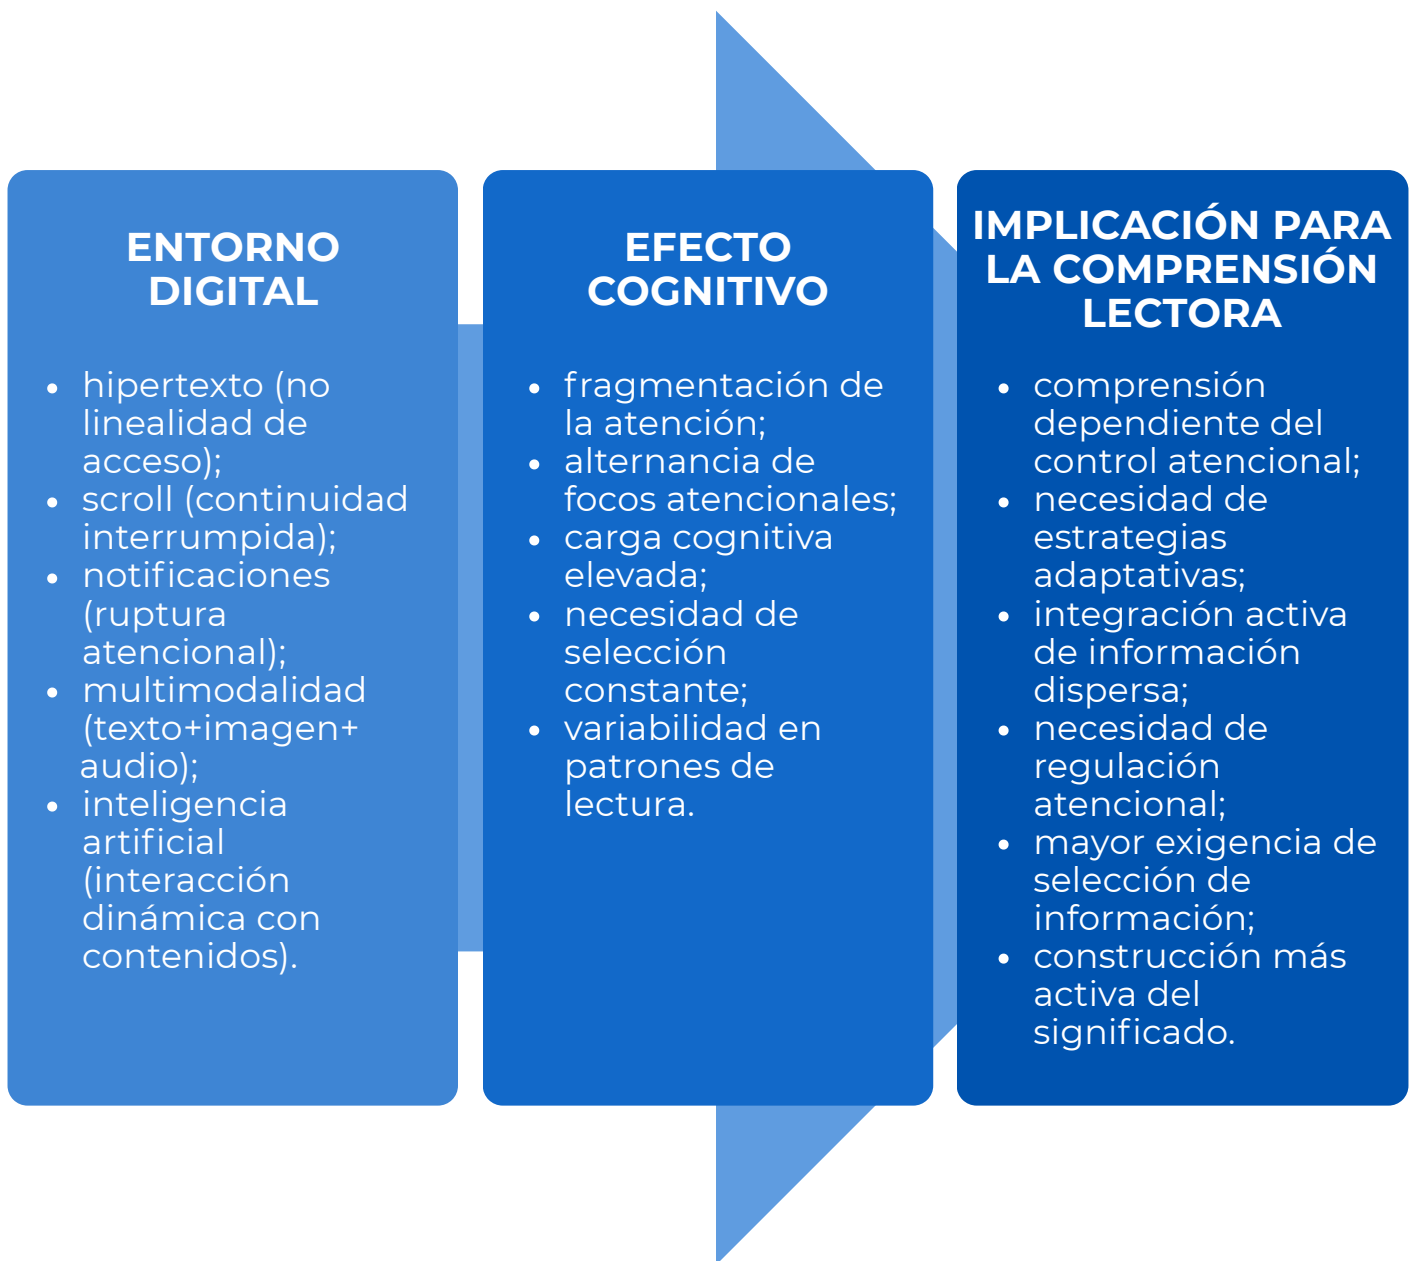 ENTORNO
DIGITAL
• hipertexto (no
linealidad de
acceso);
• scroll (continuidad
interrumpida);
• notificaciones
(ruptura
atencional);
• multimodalidad
(texto+imagen+
audio);
• inteligencia
artificial
(interacción
dinámica con
contenidos).
EFECTO
COGNITIVO
• fragmentación de
la atención;
• alternancia de
focos atencionales;
• carga cognitiva
elevada;
• necesidad de
selección
constante;
• variabilidad en
patrones de
lectura.
IMPLICACIÓN PARA
LA COMPRENSIÓN
LECTORA
• comprensión
dependiente del
control atencional;
• necesidad de
estrategias
adaptativas;
• integración activa
de información
dispersa;
• necesidad de
regulación
atencional;
• mayor exigencia de
selección de
información;
• construcción más
activa del
significado.